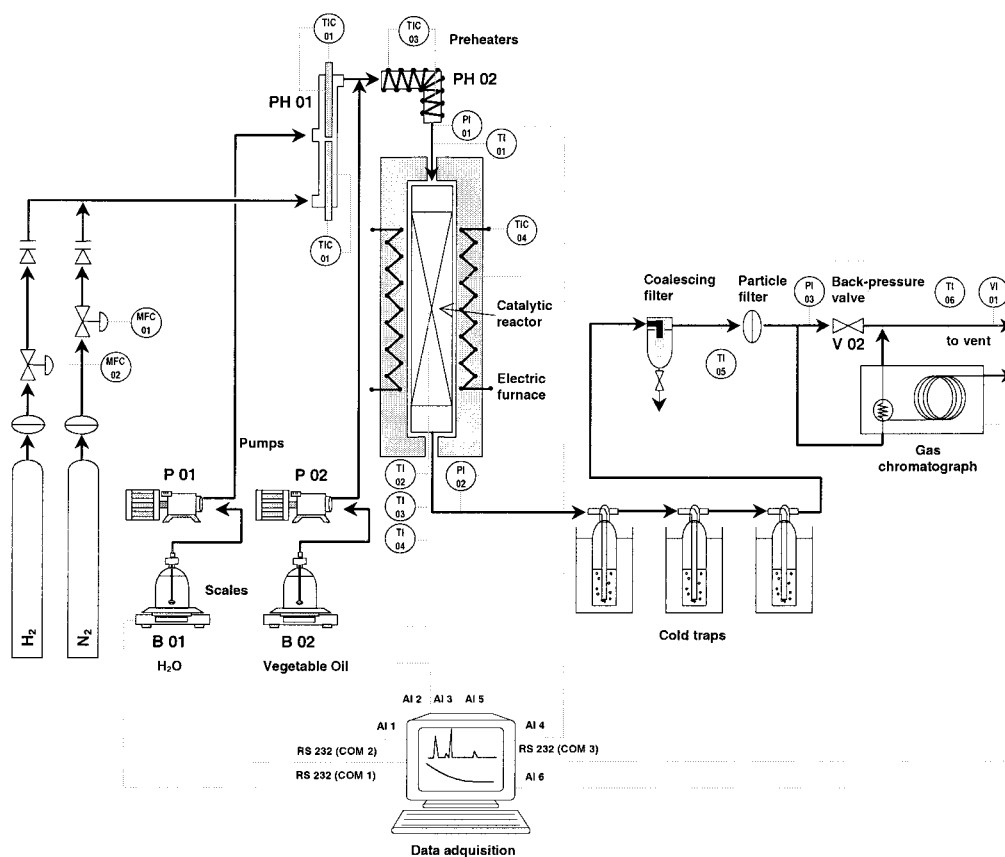 TIC
01
TIC
03
Preheaters
PH 01
PH 02
PI
01
TI
01
TIC
01
TIC
04
MFC
01
MFC
02
Catalytic
reactor
Electric
furnace
Coalescing
filter
Particle
filter
PI
03
Back-pressure
valve
V 02
TI
06
VI
01
to vent
TI
05
Gas
chromatograph
Pumps
P 01
P 02
TI
02
PI
02
TI
03
TI
04
Scales
H2
N2
B 01
H2O
B 02
Vegetable Oil
Cold traps
AI 2
AI 3
AI 5
AI 1
AI 4
RS 232 (COM 2)
RS 232 (COM 3)
RS 232 (COM 1)
AI 6
Data adquisition